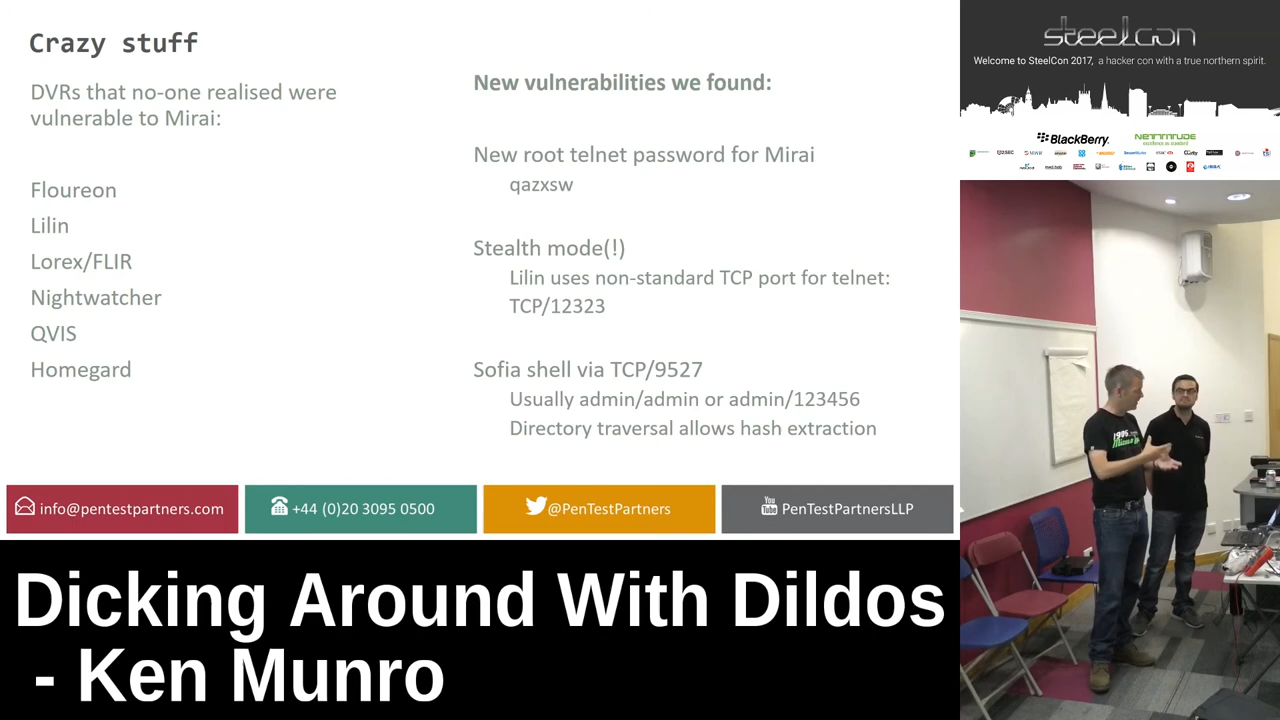 Crazy stuff
DVRs that no-one realised were
vulnerable to Mirai:
Floureon
Lilin
Lorex/FLIR
Nightwatcher
QVIS
Homegard
New vulnerabilities we found:
New root telnet password for Mirai
qazxsw
Stealth mode(!)
Lilin uses non-standard TCP port for telnet:
TCP/12323
Sofia shell via TCP/9527
Usually admin/admin or admin/123456
Directory traversal allows hash extraction
info@pentestpartners.com
+44 (0)20 3095 0500
@PenTestPartners
You
Tube
PenTestPartnersLLP
steelcon
Welcome to SteelCon 2017, a hacker con with a true northern spirit.
BlackBerry
NETTITUDE
Dicking Around With Dildos
- Ken Munro